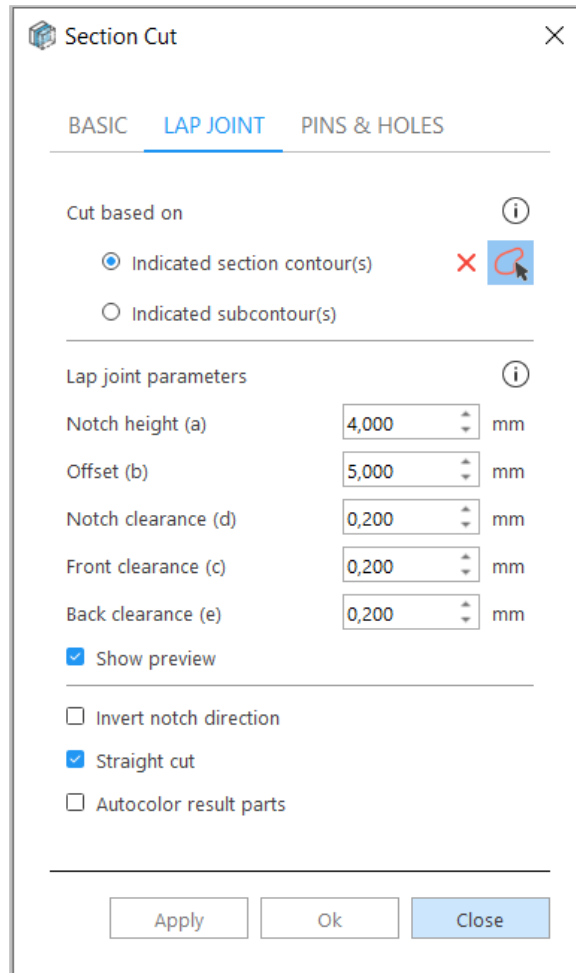 Section Cut
BASIC LAP JOINT PINS & HOLES
Cut based on
Indicated section contour(s)
Indicated subcontour(s)
Lap joint parameters
Notch height (a) 4,000 mm
Offset (b) 5,000 mm
Notch clearance (d) 0,200 mm
Front clearance (c) 0,200 mm
Back clearance (e) 0,200 mm
Show preview
Invert notch direction
Straight cut
Autocolor result parts
Apply Ok Close